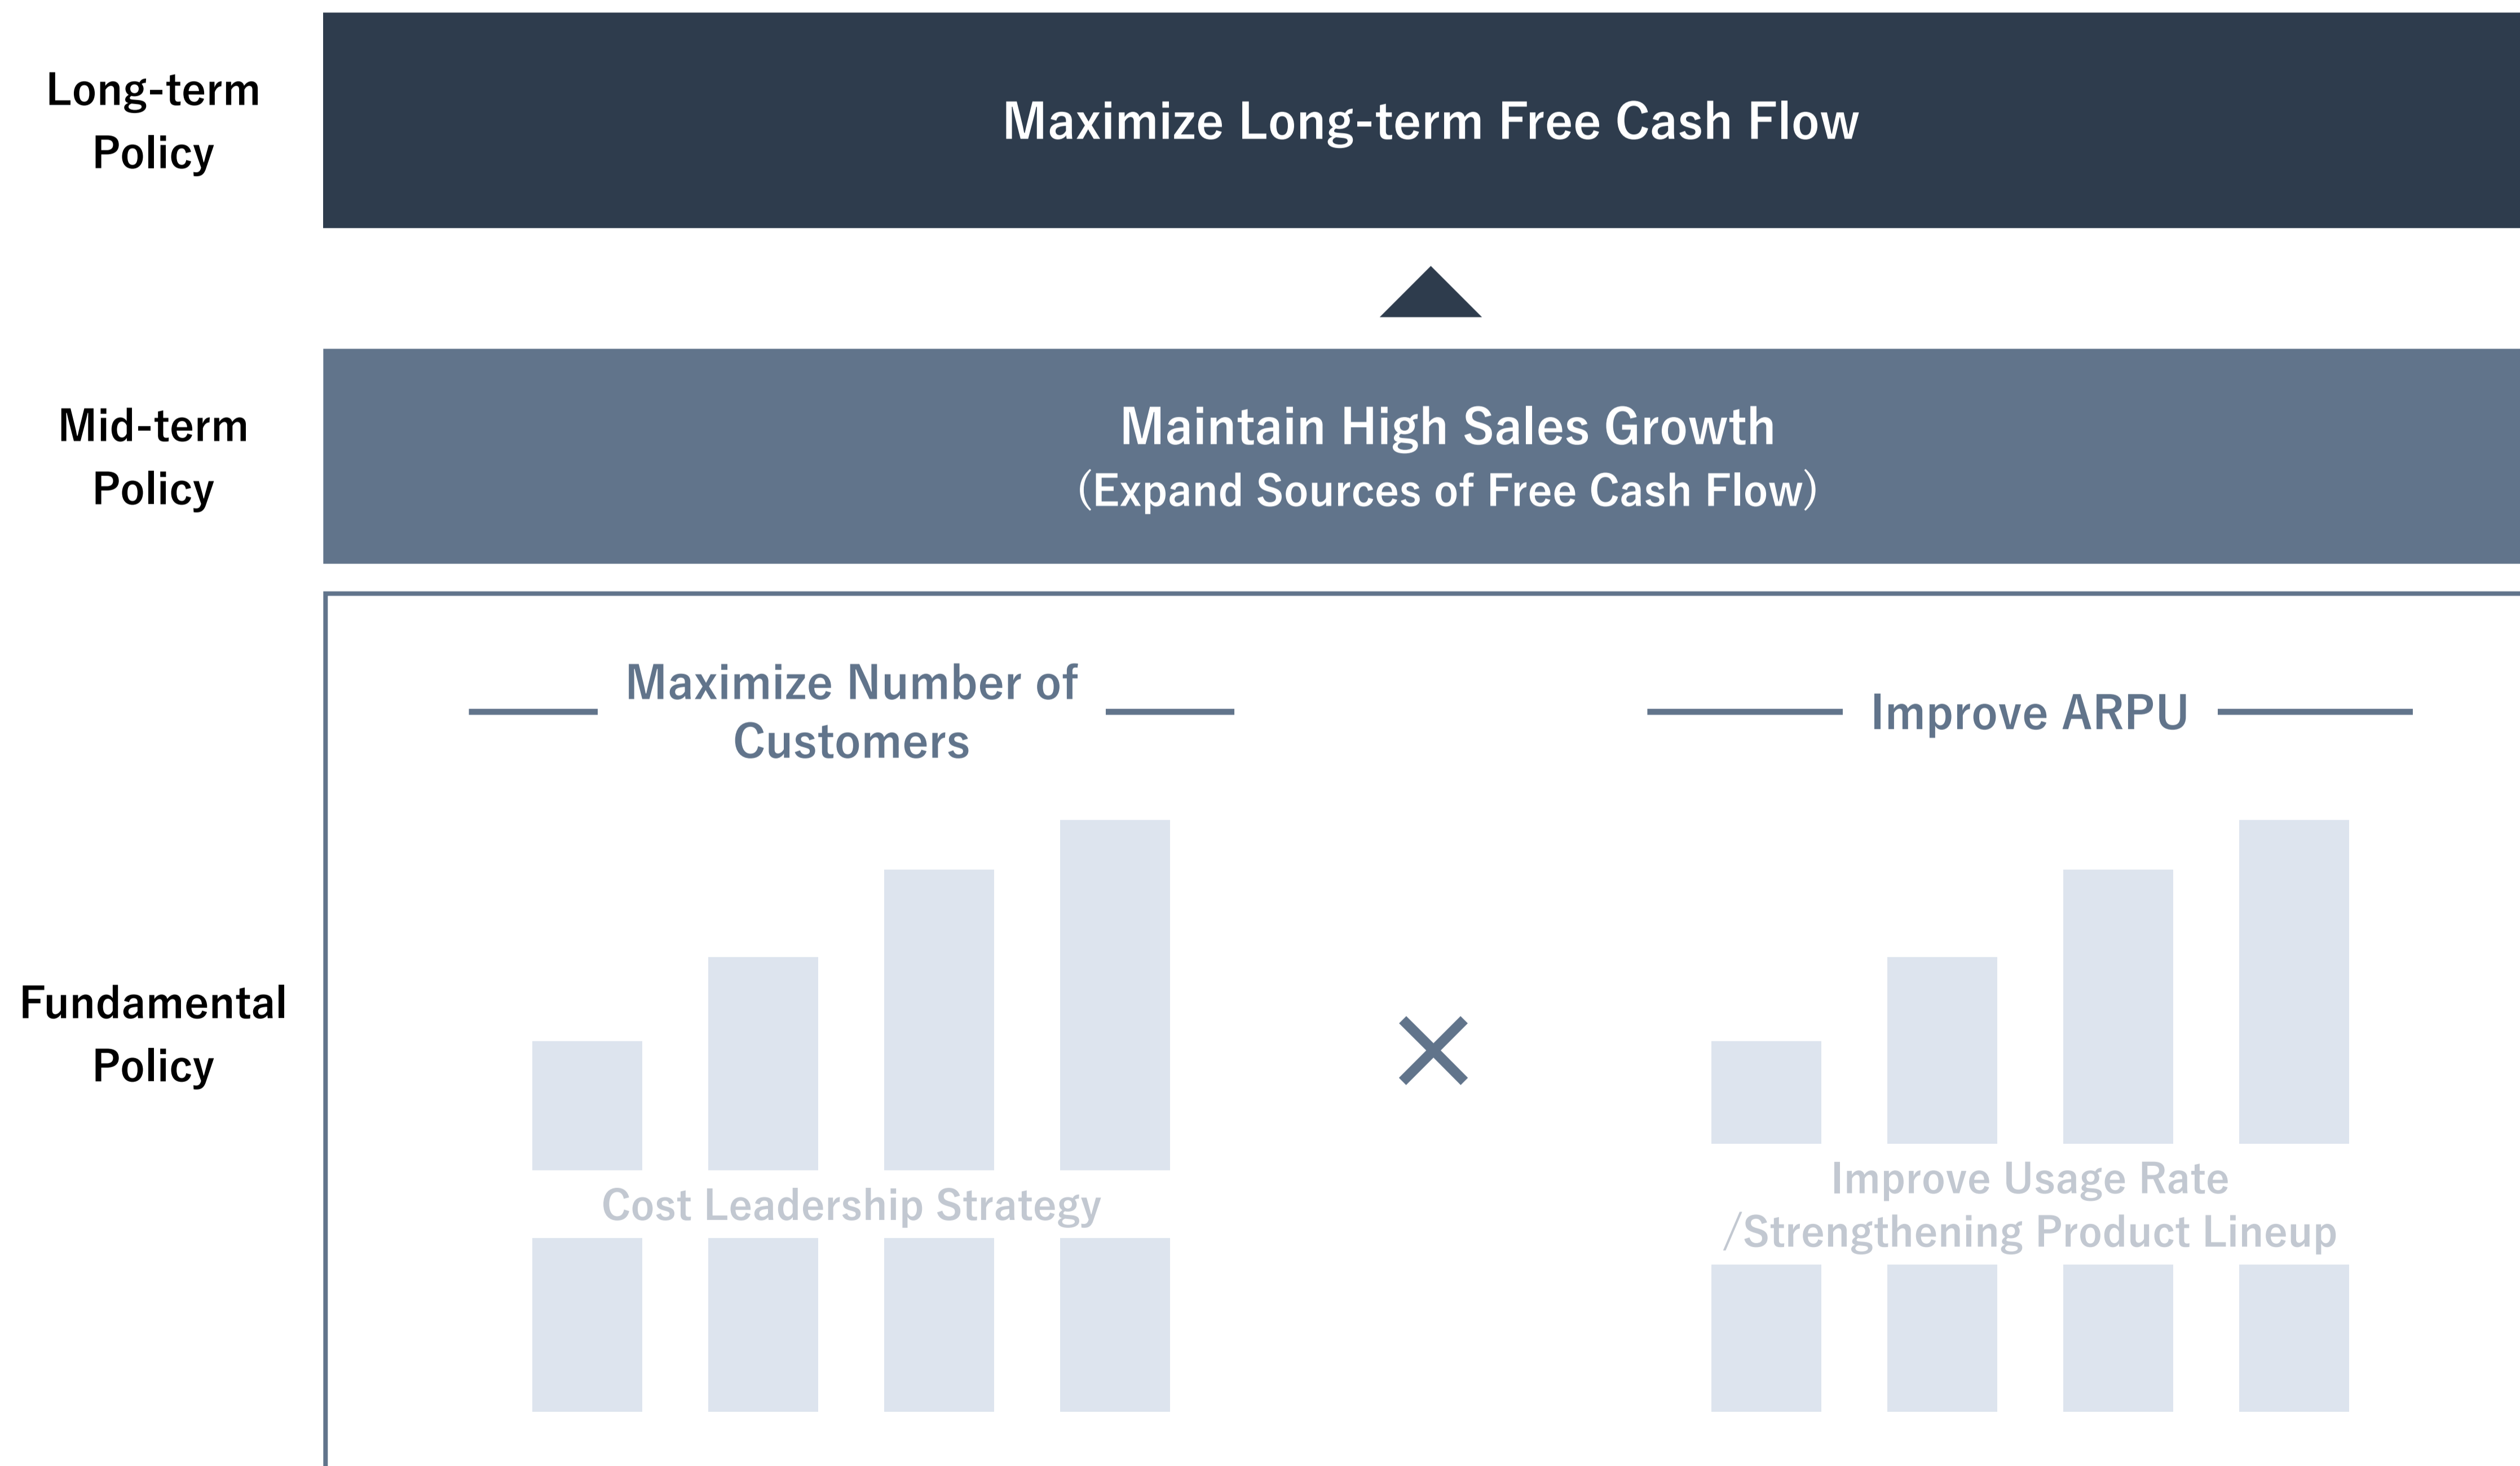 Long-term
Policy
Maximize Long-term Free Cash Flow
Mid-term
Policy
Maintain High Sales Growth
(Expand Sources of Free Cash Flow)
Fundamental
Policy
Maximize Number of
Customers
Cost Leadership Strategy
×
Improve ARPU
Improve Usage Rate
/Strengthening Product Lineup